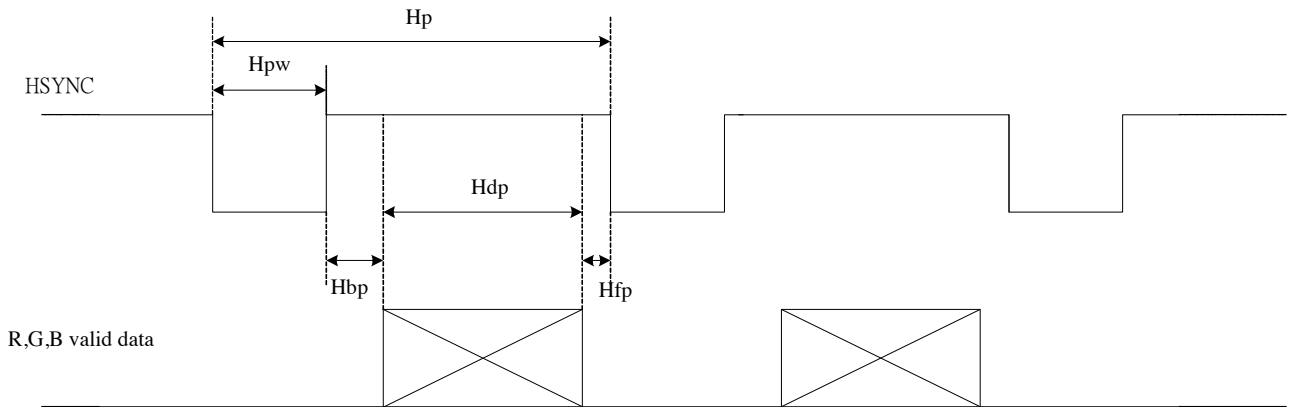 Hp
Hpw
HSYNC
Hdp
Hbp
Hfp
R,G,B valid data